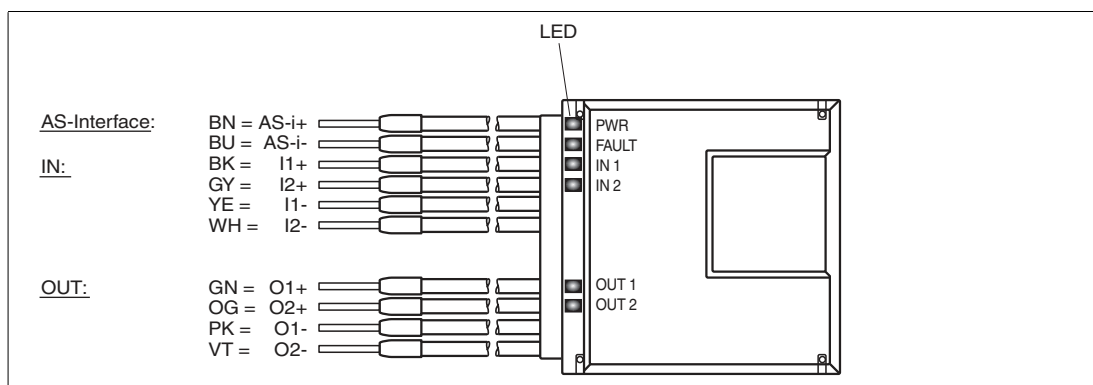 LED
AS-Interface: BN = AS-i+ PWR
BU = AS-i- FAULT
IN: BK = I1+ IN 1
GY = I2+ IN 2
YE = I1-
WH = I2-
OUT: GN = O1+ OUT 1
OG = O2+ OUT 2
PK = O1-
VT = O2-